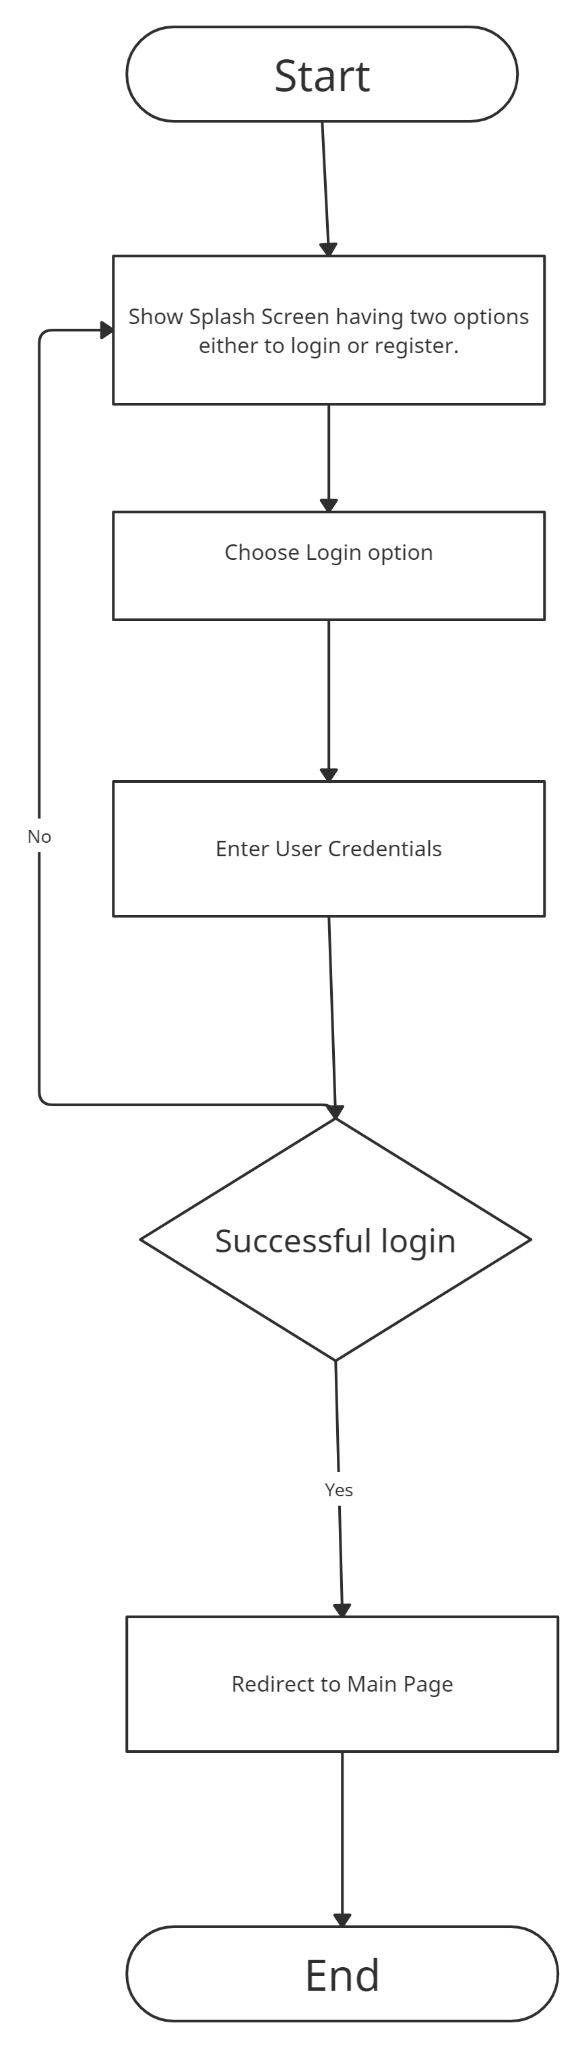 Start
Show Splash Screen having two options
either to login or register.
Choose Login option
No
Enter User Credentials
Successful login
Yes
Redirect to Main Page
End